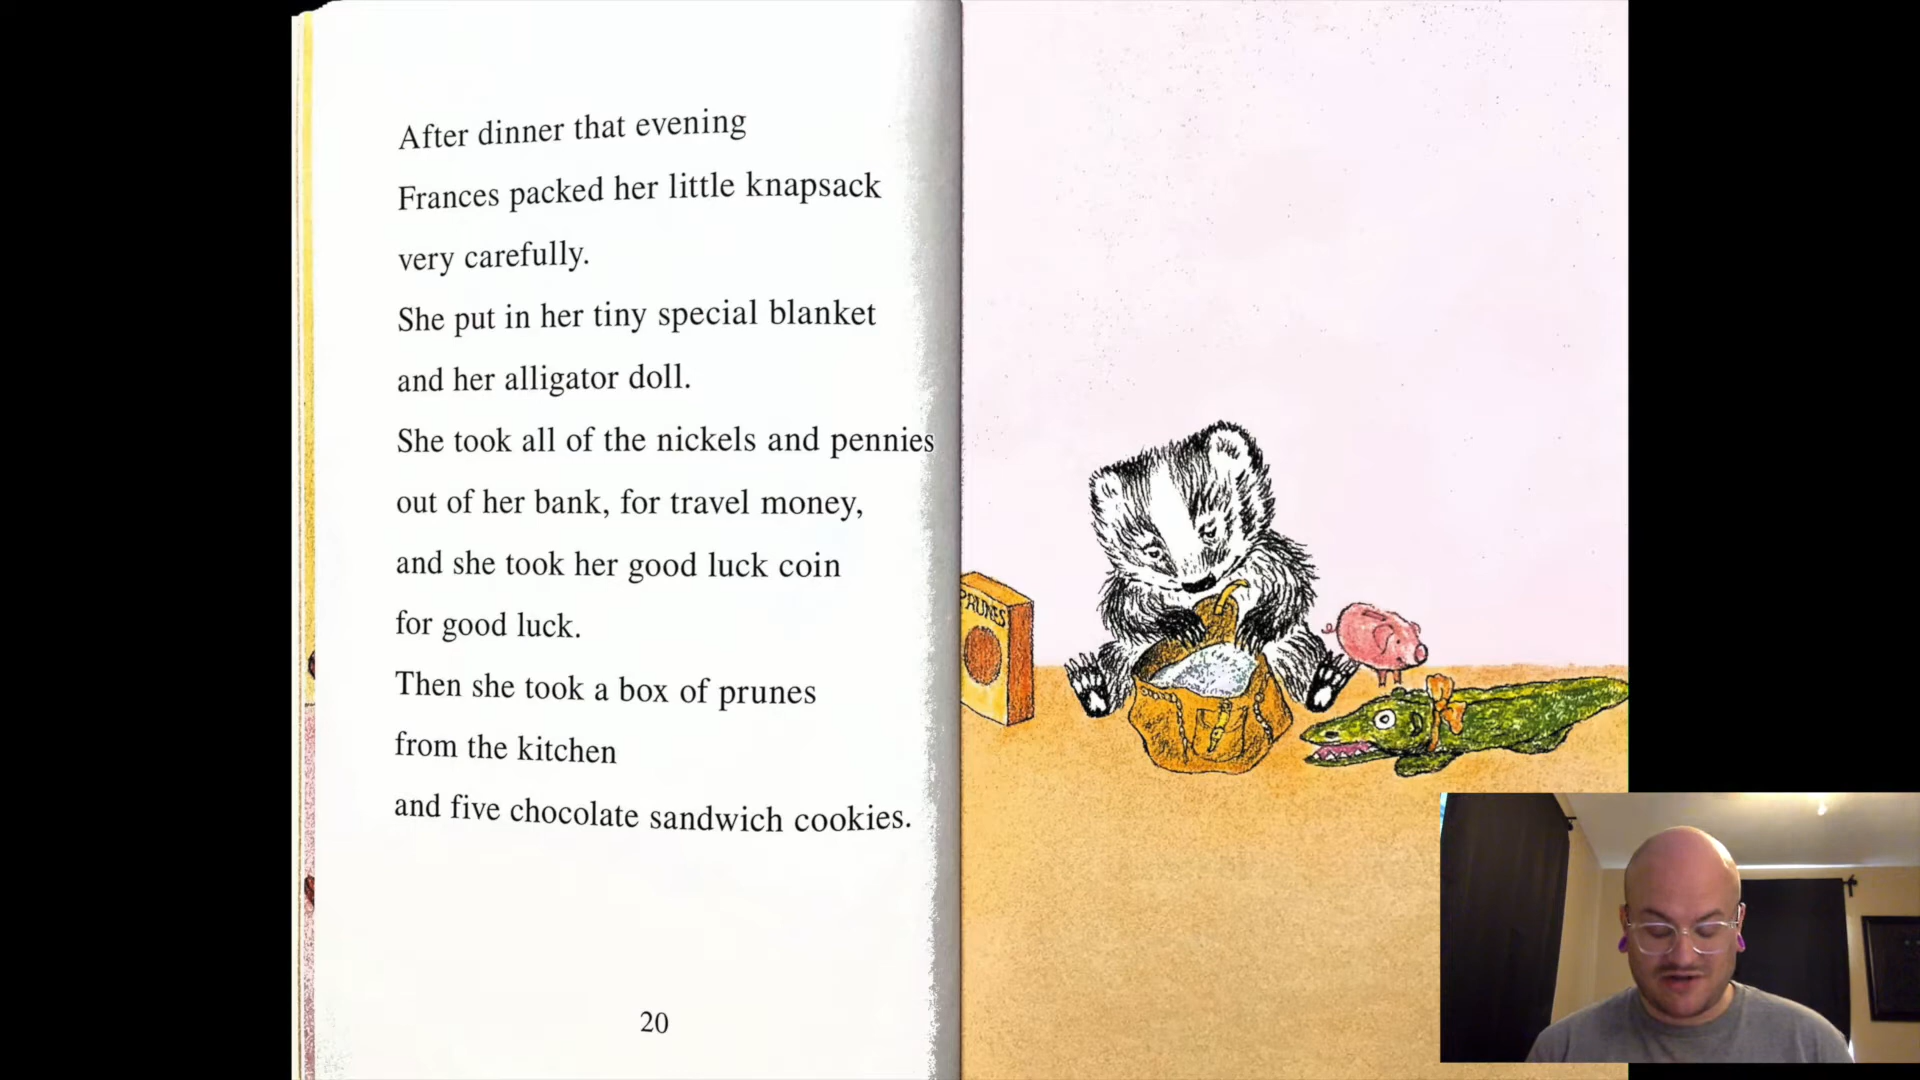 After dinner that evening
Frances packed her little knapsack
very carefully.
She put in her tiny special blanket
and her alligator doll.
She took all of the nickels and pennies
out of her bank, for travel money,
and she took her good luck coin
for good luck.
Then she took a box of prunes
from the kitchen
and five chocolate sandwich cookies.
20
PRUNES